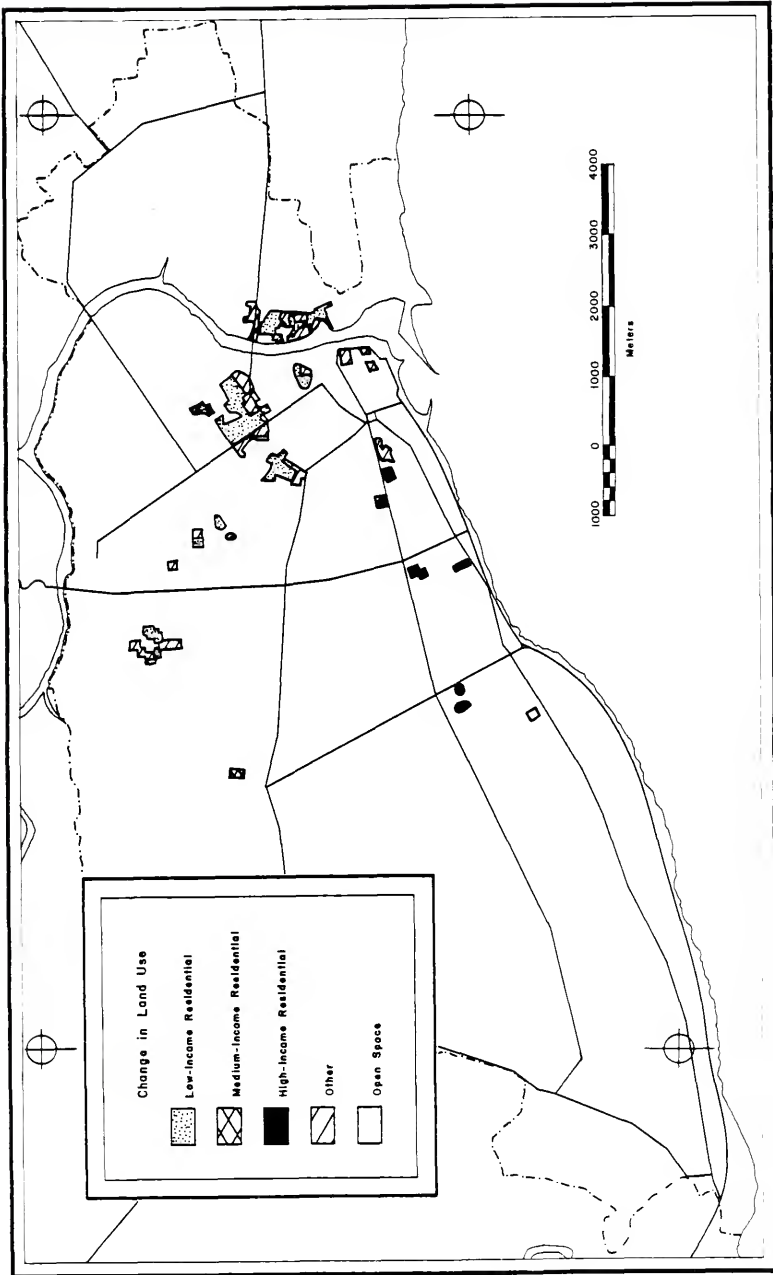 Change in Land Use
Low-Income Residential
Medium-Income Residential
High-Income Residential
Other
Open Space
1000 0 1000 2000 3000 4000
Meters